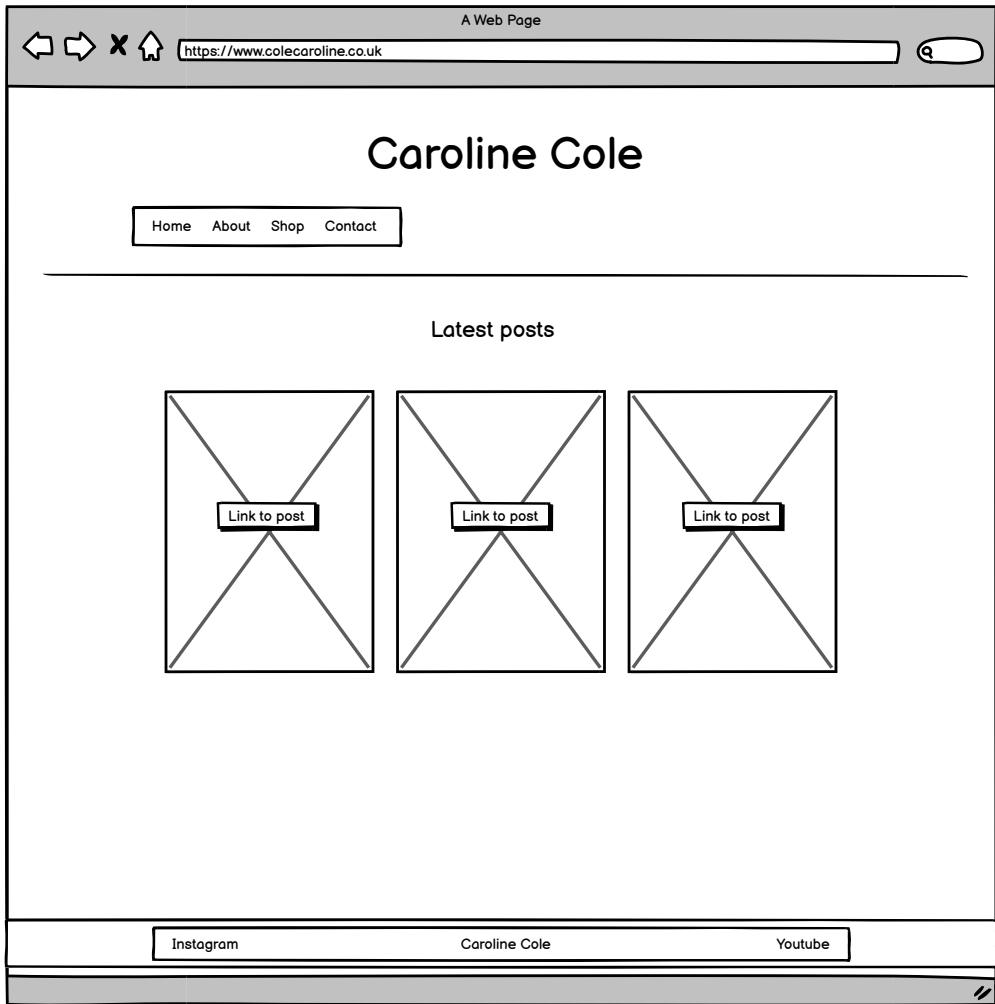 A Web Page
https://www.colecaroline.co.uk
Caroline Cole
Home About Shop Contact
Latest posts
Link to post Link to post Link to post
Instagram Caroline Cole Youtube